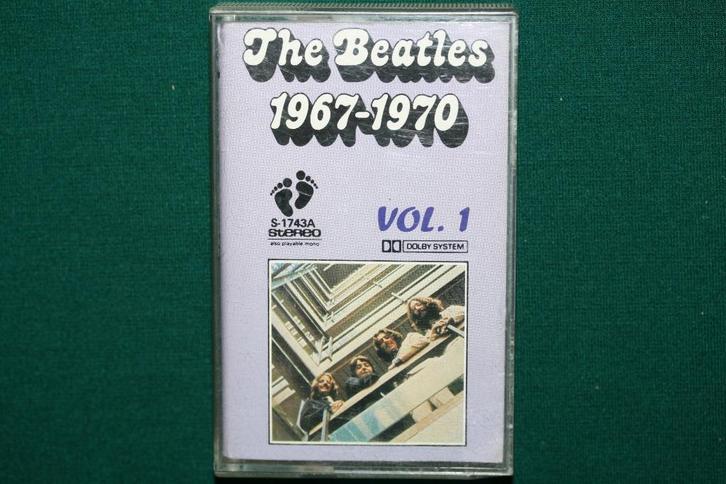 The Beatles
1967-1970
S-1743A
STEREO
also playable mono
VOL. 1
DOLBY SYSTEM